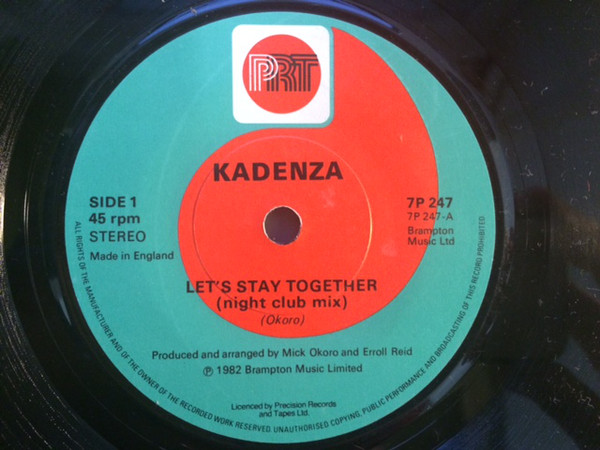 PRT
KADENZA
SIDE 1
45 rpm
STEREO
Made in England
7P 247
7P 247-A
Brampton
Music Ltd
LET'S STAY TOGETHER
(night club mix)
(Okoro)
Produced and arranged by Mick Okoro and Erroll Reid
℗ 1982 Brampton Music Limited
Licenced by Precision Records
and Tapes Ltd.
ALL RIGHTS OF THE MANUFACTURER AND OF THE OWNER OF THE RECORDED WORK RESERVED. UNAUTHORISED COPYING, PUBLIC PERFORMANCE AND BROADCASTING OF THIS RECORD PROHIBITED.